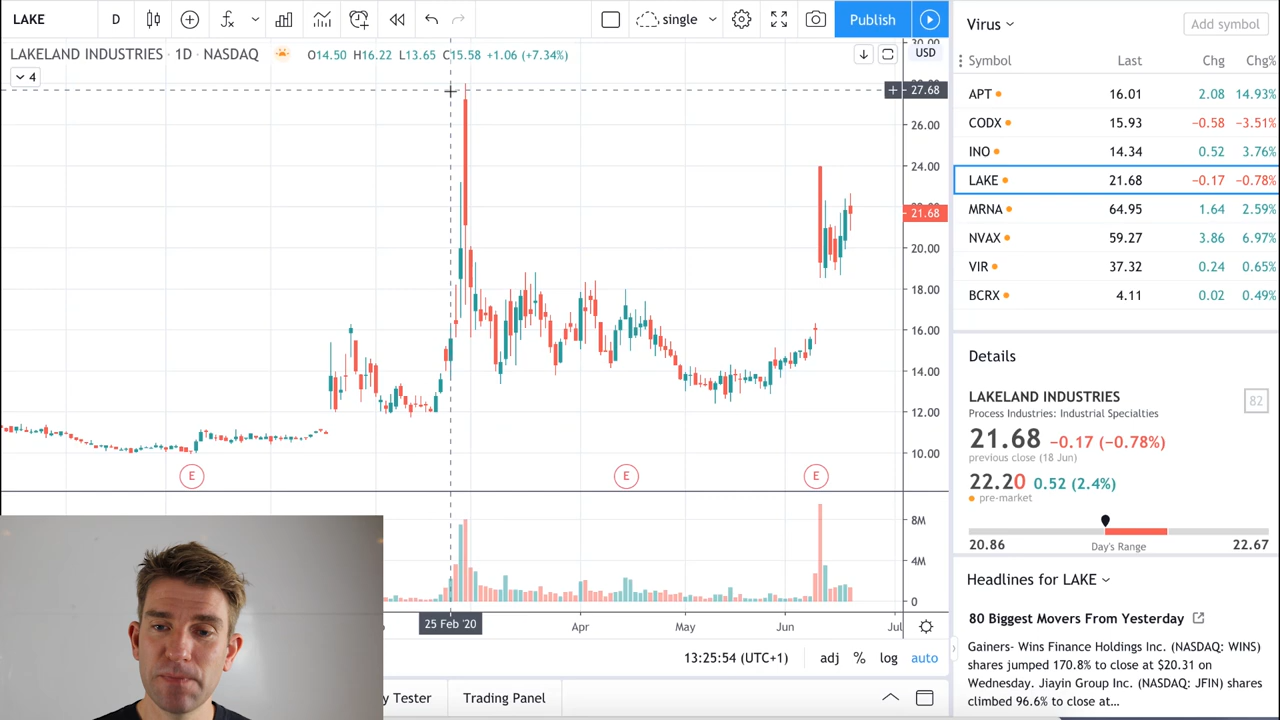 LAKE D single Publish
LAKELAND INDUSTRIES · 1D · NASDAQ O14.50 H16.22 L13.65 C15.58 +1.06 (+7.34%)
4
USD
27.68
26.00
24.00
21.68
20.00
18.00
16.00
14.00
12.00
10.00
E E E
8M
4M
0
25 Feb '20 Apr May Jun Jul
13:25:54 (UTC+1) adj % log auto
y Tester Trading Panel
Virus Add symbol
Symbol Last Chg Chg%
APT 16.01 2.08 14.93%
CODX 15.93 −0.58 −3.51%
INO 14.34 0.52 3.76%
LAKE 21.68 −0.17 −0.78%
MRNA 64.95 1.64 2.59%
NVAX 59.27 3.86 6.97%
VIR 37.32 0.24 0.65%
BCRX 4.11 0.02 0.49%
Details
LAKELAND INDUSTRIES 82
Process Industries: Industrial Specialties
21.68 −0.17 (−0.78%)
previous close (18 Jun)
22.20 0.52 (2.4%)
pre-market
20.86 Day's Range 22.67
Headlines for LAKE
80 Biggest Movers From Yesterday
Gainers- Wins Finance Holdings Inc. (NASDAQ: WINS)
shares jumped 170.8% to close at $20.31 on
Wednesday. Jiayin Group Inc. (NASDAQ: JFIN) shares
climbed 96.6% to close at...